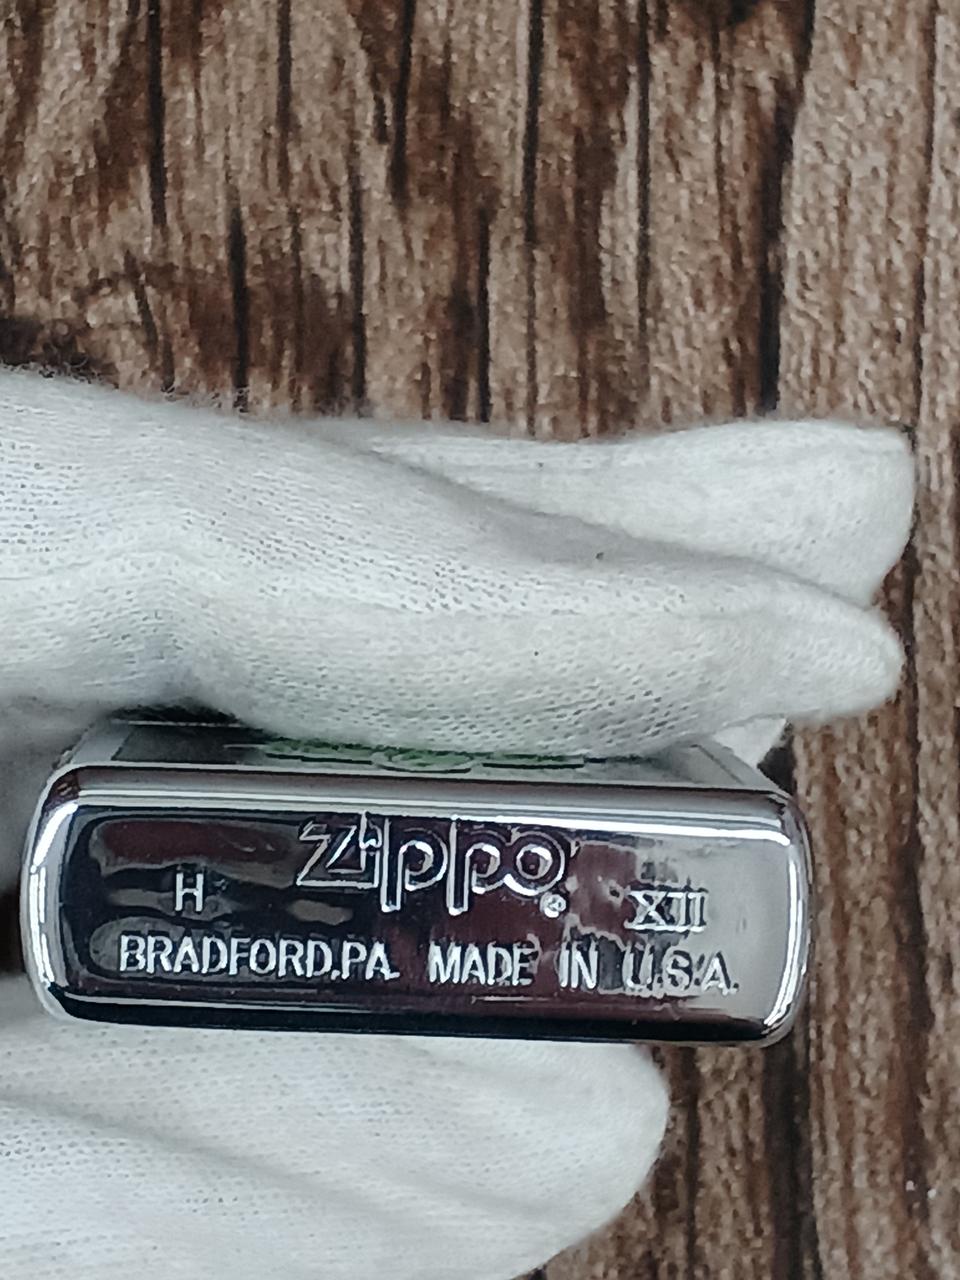 Zippo®
H XII
BRADFORD,PA. MADE IN U.S.A.